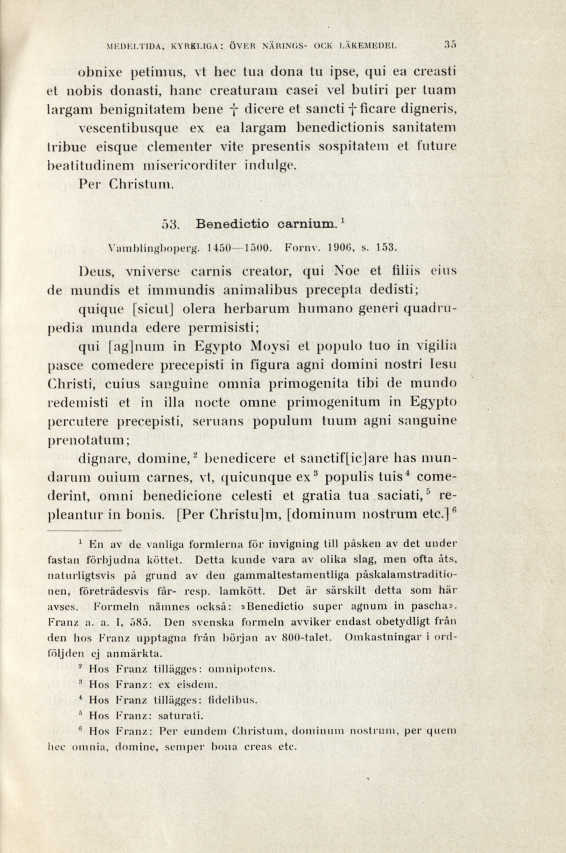 MEDELTIDA, KYRKLIGA: ÖVER NÄRINGS- OCK LÄKEMEDEL 35
obnixe petimus, vt hec tua dona tu ipse, qui ea creasti
et nobis donasti, hanc creaturam casei vel butiri per tuam
largam benignitatem bene † dicere et sancti † ficare digneris,
vescentibusque ex ea largam benedictionis sanitatem
tribue eisque clementer vite presentis sospitatem et future
beatitudinem misericorditer indulge.
Per Christum.
53. Benedictio carnium. ¹
Vamblingboperg. 1450—1500. Fornv. 1906, s. 153.
Deus, vniverse carnis creator, qui Noe et filiis eius
de mundis et immundis animalibus precepta dedisti;
quique [sicut] olera herbarum humano generi quadru-
pedia munda edere permisisti;
qui [ag]num in Egypto Moysi et populo tuo in vigilia
pasce comedere precepisti in figura agni domini nostri Iesu
Christi, cuius sanguine omnia primogenita tibi de mundo
redemisti et in illa nocte omne primogenitum in Egypto
percutere precepisti, seruans populum tuum agni sanguine
prenotatum;
dignare, domine,² benedicere et sanctif[ic]are has mun-
darum ouium carnes, vt, quicunque ex³ populis tuis⁴ come-
derint, omni benedicione celesti et gratia tua saciati,⁵ re-
pleantur in bonis. [Per Christu]m, [dominum nostrum etc.]⁶
¹ En av de vanliga formlerna för invigning till påsken av det under
fastan förbjudna köttet. Detta kunde vara av olika slag, men ofta åts,
naturligtsvis på grund av den gammaltestamentliga påskalamstraditio-
nen, företrädesvis får- resp. lamkött. Det är särskilt detta som här
avses. Formeln nämnes också: »Benedictio super agnum in pascha».
Franz a. a. I, 585. Den svenska formeln avviker endast obetydligt från
den hos Franz upptagna från början av 800-talet. Omkastningar i ord-
följden ej anmärkta.
² Hos Franz tillägges: omnipotens.
³ Hos Franz: ex eisdem.
⁴ Hos Franz tillägges: fidelibus.
⁵ Hos Franz: saturati.
⁶ Hos Franz: Per eundem Christum, dominum nostrum, per quem
hec omnia, domine, semper bona creas etc.